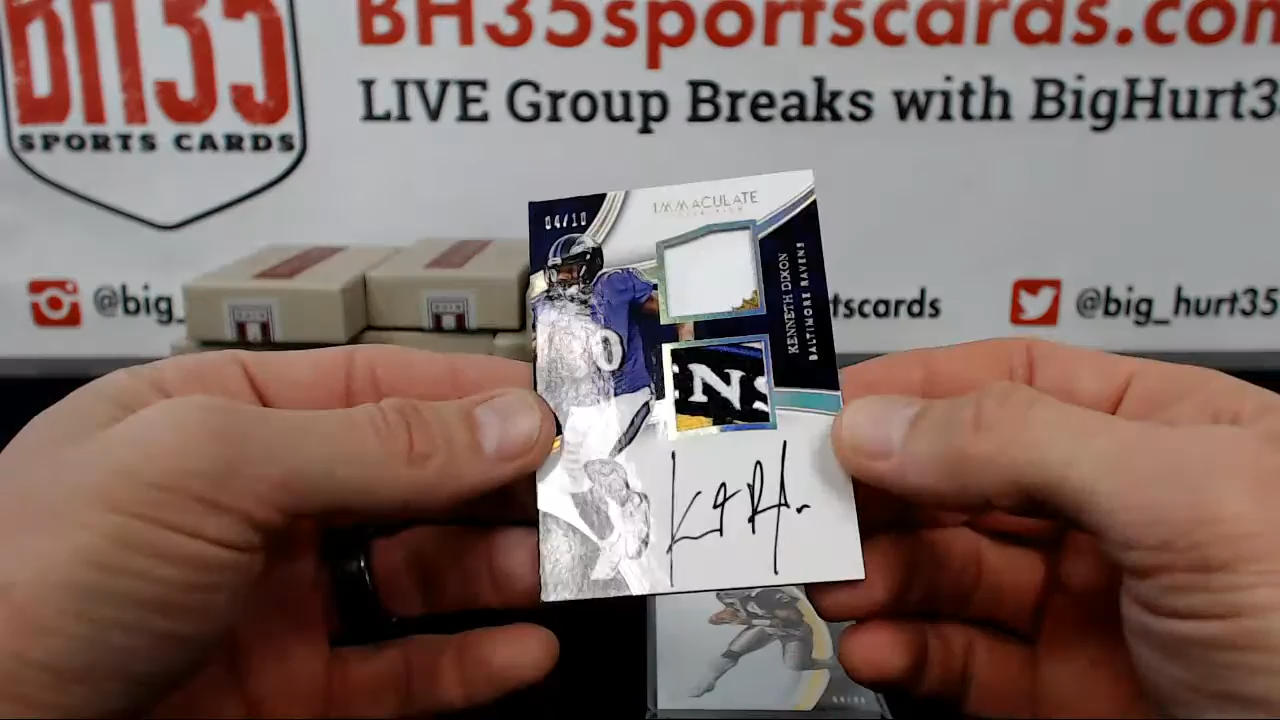 BH35
SPORTS CARDS
BH35sportscards.com
LIVE Group Breaks with BigHurt3
@big_
tscards
@big_hurt35
04/10
IMMACULATE
KENNETH DIXON
BALTIMORE RAVENS
NS